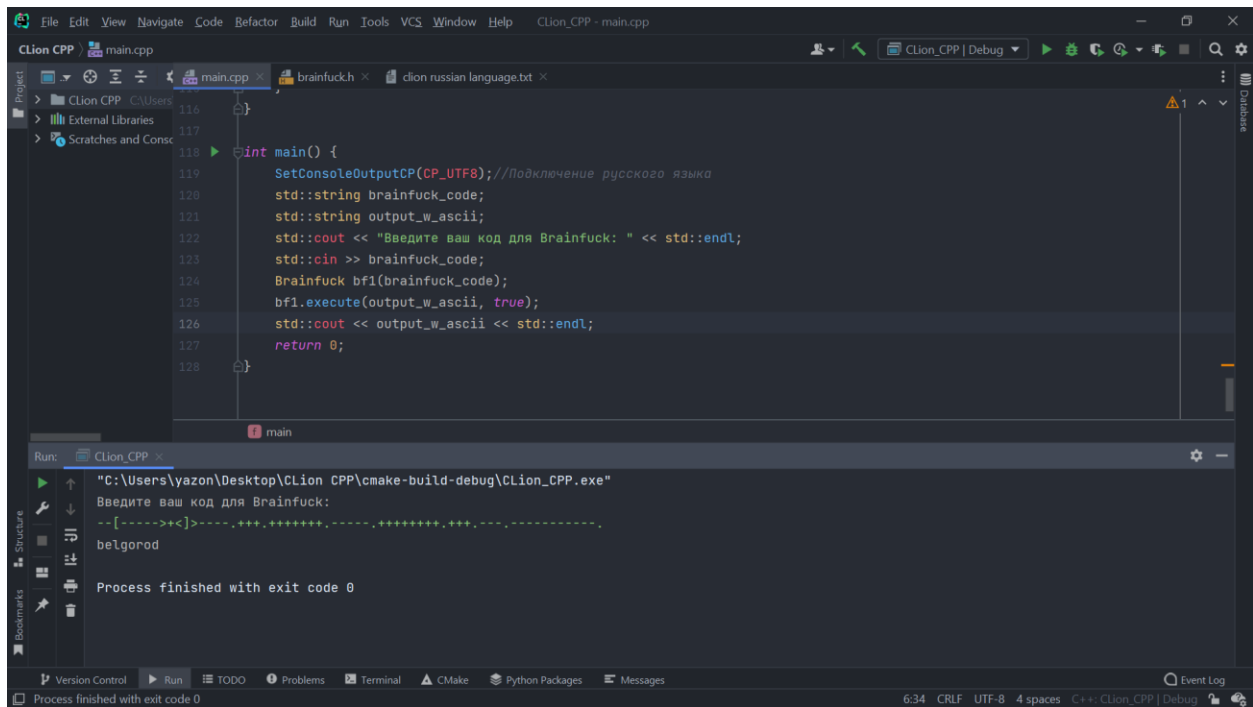 File Edit View Navigate Code Refactor Build Run Tools VCS Window Help CLion_CPP - main.cpp
CLion CPP main.cpp CLion_CPP | Debug
Project
main.cpp brainfuck.h clion russian language.txt
CLion CPP C:\Users
External Libraries
Scratches and Conso
1
Database
116 }
117
118 int main() {
119 SetConsoleOutputCP(CP_UTF8);//Подключение русского языка
120 std::string brainfuck_code;
121 std::string output_w_ascii;
122 std::cout << "Введите ваш код для Brainfuck: " << std::endl;
123 std::cin >> brainfuck_code;
124 Brainfuck bf1(brainfuck_code);
125 bf1.execute(output_w_ascii, true);
126 std::cout << output_w_ascii << std::endl;
127 return 0;
128 }
f main
Run: CLion_CPP
"C:\Users\yazon\Desktop\CLion CPP\cmake-build-debug\CLion_CPP.exe"
Введите ваш код для Brainfuck:
--[----->+<]>----.+++.+++++++.-----.++++++++.+++.---.-----------.
belgorod
Process finished with exit code 0
Structure
Bookmarks
Version Control Run TODO Problems Terminal CMake Python Packages Messages Event Log
Process finished with exit code 0 6:34 CRLF UTF-8 4 spaces C++: CLion_CPP | Debug